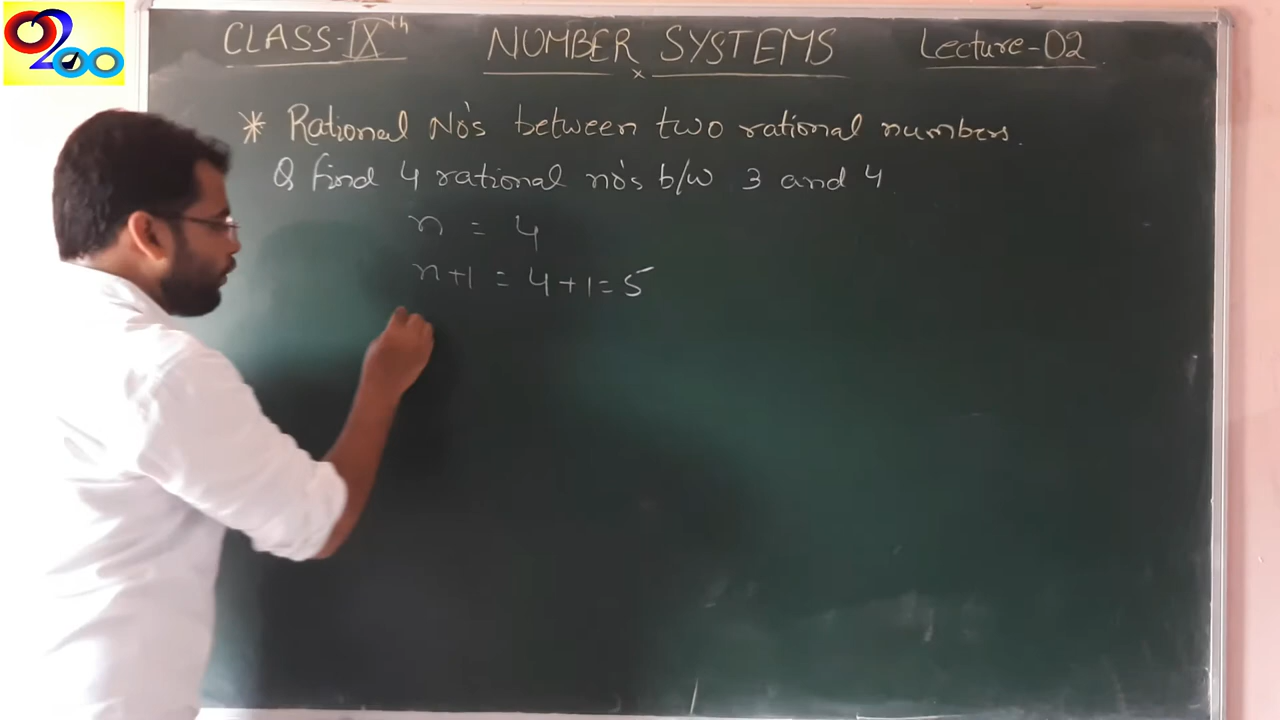 0200
CLASS-IXth NUMBER SYSTEMS Lecture-02
* Rational No's between two rational numbers.
Q find 4 rational no's b/w 3 and 4
n = 4
n+1 = 4+1=5